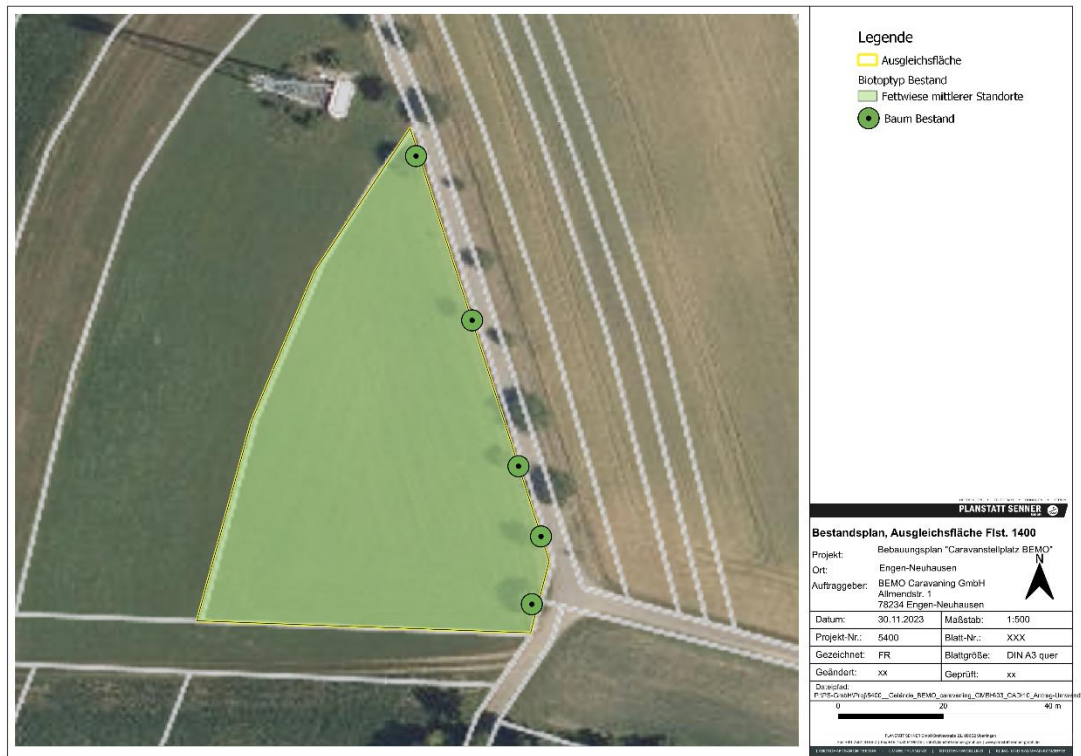 Legende
Ausgleichsfläche
Biotoptyp Bestand
Fettwiese mittlerer Standorte
Baum Bestand
PLANSTATT SENNER
Bestandsplan, Ausgleichsfläche Flst. 1400
Projekt: Bebauungsplan "Caravanstellplatz BEMO"
N
Ort: Engen-Neuhausen
Auftraggeber: BEMO Caravaning GmbH
Allmendstr. 1
78234 Engen-Neuhausen
Datum: 30.11.2023 Maßstab: 1:500
Projekt-Nr.: 5400 Blatt-Nr.: XXX
Gezeichnet: FR Blattgröße: DIN A3 quer
Geändert: xx Geprüft: xx
Dateipfad:
0 20 40 m